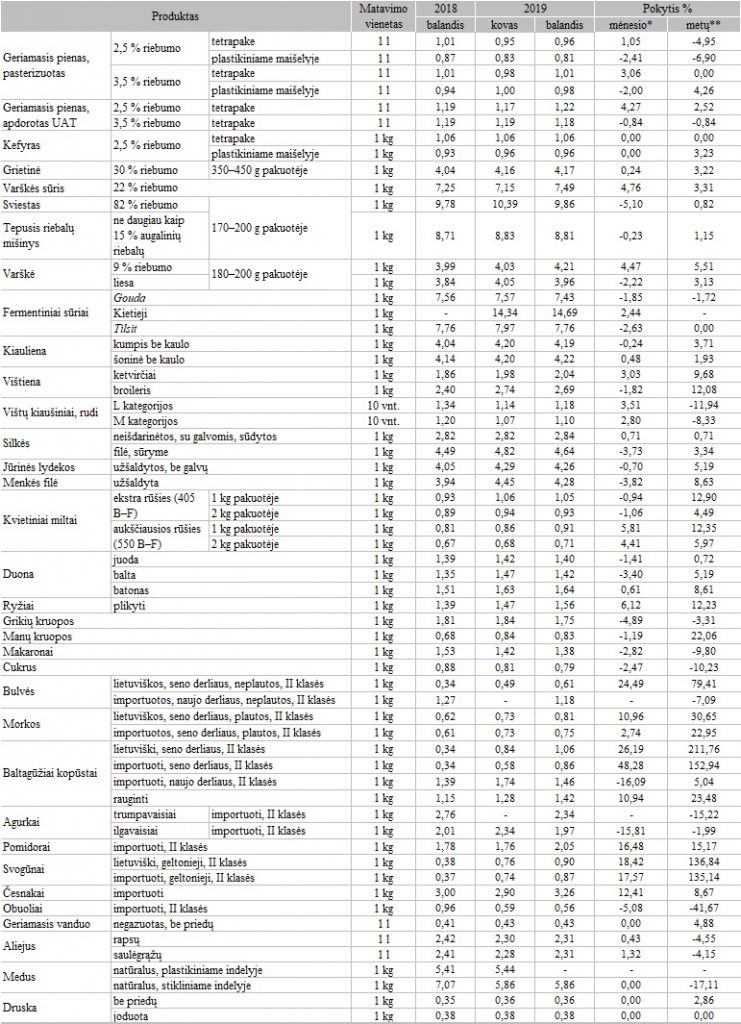 Produktas Matavimo vienetas 2018 2019 Pokytis %
balandis kovas balandis mėnesio* metų**
Geriamasis pienas, pasterizuotas 2,5 % riebumo tetrapake 1 l 1,01 0,95 0,96 1,05 -4,95
plastikiniame maišelyje 1 l 0,87 0,83 0,81 -2,41 -6,90
3,5 % riebumo tetrapake 1 l 1,01 0,98 1,01 3,06 0,00
plastikiniame maišelyje 1 l 0,94 1,00 0,98 -2,00 4,26
Geriamasis pienas, apdorotas UAT 2,5 % riebumo tetrapake 1 l 1,19 1,17 1,22 4,27 2,52
3,5 % riebumo tetrapake 1 l 1,19 1,19 1,18 -0,84 -0,84
Kefyras 2,5 % riebumo tetrapake 1 kg 1,06 1,06 1,06 0,00 0,00
plastikiniame maišelyje 1 kg 0,93 0,96 0,96 0,00 3,23
Grietinė 30 % riebumo 350–450 g pakuotėje 1 kg 4,04 4,16 4,17 0,24 3,22
Varškės sūris 22 % riebumo 1 kg 7,25 7,15 7,49 4,76 3,31
Sviestas 82 % riebumo 170–200 g pakuotėje 1 kg 9,78 10,39 9,86 -5,10 0,82
Tepusis riebalų mišinys ne daugiau kaip 15 % augalinių riebalų 1 kg 8,71 8,83 8,81 -0,23 1,15
Varškė 9 % riebumo 180–200 g pakuotėje 1 kg 3,99 4,03 4,21 4,47 5,51
liesa 1 kg 3,84 4,05 3,96 -2,22 3,13
Fermentiniai sūriai Gouda 1 kg 7,56 7,57 7,43 -1,85 -1,72
Kietieji 1 kg - 14,34 14,69 2,44 -
Tilsit 1 kg 7,76 7,97 7,76 -2,63 0,00
Kiauliena kumpis be kaulo 1 kg 4,04 4,20 4,19 -0,24 3,71
šoninė be kaulo 1 kg 4,14 4,20 4,22 0,48 1,93
Vištiena ketvirčiai 1 kg 1,86 1,98 2,04 3,03 9,68
broileris 1 kg 2,40 2,74 2,69 -1,82 12,08
Vištų kiaušiniai, rudi L kategorijos 10 vnt. 1,34 1,14 1,18 3,51 -11,94
M kategorijos 10 vnt. 1,20 1,07 1,10 2,80 -8,33
Silkės neišdarinėtos, su galvomis, sūdytos 1 kg 2,82 2,82 2,84 0,71 0,71
filė, sūryme 1 kg 4,49 4,82 4,64 -3,73 3,34
Jūrinės lydekos užšaldytos, be galvų 1 kg 4,05 4,29 4,26 -0,70 5,19
Menkės filė užšaldyta 1 kg 3,94 4,45 4,28 -3,82 8,63
Kvietiniai miltai ekstra rūšies (405 B–F) 1 kg pakuotėje 1 kg 0,93 1,06 1,05 -0,94 12,90
2 kg pakuotėje 1 kg 0,89 0,94 0,93 -1,06 4,49
aukščiausios rūšies (550 B–F) 1 kg pakuotėje 1 kg 0,81 0,86 0,91 5,81 12,35
2 kg pakuotėje 1 kg 0,67 0,68 0,71 4,41 5,97
Duona juoda 1 kg 1,39 1,42 1,40 -1,41 0,72
balta 1 kg 1,35 1,47 1,42 -3,40 5,19
batonas 1 kg 1,51 1,63 1,64 0,61 8,61
Ryžiai plikyti 1 kg 1,39 1,47 1,56 6,12 12,23
Grikių kruopos 1 kg 1,81 1,84 1,75 -4,89 -3,31
Manų kruopos 1 kg 0,68 0,84 0,83 -1,19 22,06
Makaronai 1 kg 1,53 1,42 1,38 -2,82 -9,80
Cukrus 1 kg 0,88 0,81 0,79 -2,47 -10,23
Bulvės lietuviškos, seno derliaus, neplautos, II klasės 1 kg 0,34 0,49 0,61 24,49 79,41
importuotos, naujo derliaus, neplautos, II klasės 1 kg 1,27 - 1,18 - -7,09
Morkos lietuviškos, seno derliaus, plautos, II klasės 1 kg 0,62 0,73 0,81 10,96 30,65
importuotos, seno derliaus, plautos, II klasės 1 kg 0,61 0,73 0,75 2,74 22,95
Baltagūžiai kopūstai lietuviški, seno derliaus, II klasės 1 kg 0,34 0,84 1,06 26,19 211,76
importuoti, seno derliaus, II klasės 1 kg 0,34 0,58 0,86 48,28 152,94
importuoti, naujo derliaus, II klasės 1 kg 1,39 1,74 1,46 -16,09 5,04
rauginti 1 kg 1,15 1,28 1,42 10,94 23,48
Agurkai trumpavaisiai importuoti, II klasės 1 kg 2,76 - 2,34 - -15,22
ilgavaisiai importuoti, II klasės 1 kg 2,01 2,34 1,97 -15,81 -1,99
Pomidorai importuoti, II klasės 1 kg 1,78 1,76 2,05 16,48 15,17
Svogūnai lietuviški, geltonieji, II klasės 1 kg 0,38 0,76 0,90 18,42 136,84
importuoti, geltonieji, II klasės 1 kg 0,37 0,74 0,87 17,57 135,14
Česnakai importuoti 1 kg 3,00 2,90 3,26 12,41 8,67
Obuoliai importuoti, II klasės 1 kg 0,96 0,59 0,56 -5,08 -41,67
Geriamasis vanduo negazuotas, be priedų 1 l 0,41 0,43 0,43 0,00 4,88
Aliejus rapsų 1 l 2,42 2,30 2,31 0,43 -4,55
saulėgrąžų 1 l 2,41 2,28 2,31 1,32 -4,15
Medus natūralus, plastikiniame indelyje 1 kg 5,41 5,44 - - -
natūralus, stikliniame indelyje 1 kg 7,07 5,86 5,86 0,00 -17,11
Druska be priedų 1 kg 0,35 0,36 0,36 0,00 2,86
joduota 1 kg 0,38 0,38 0,38 0,00 0,00